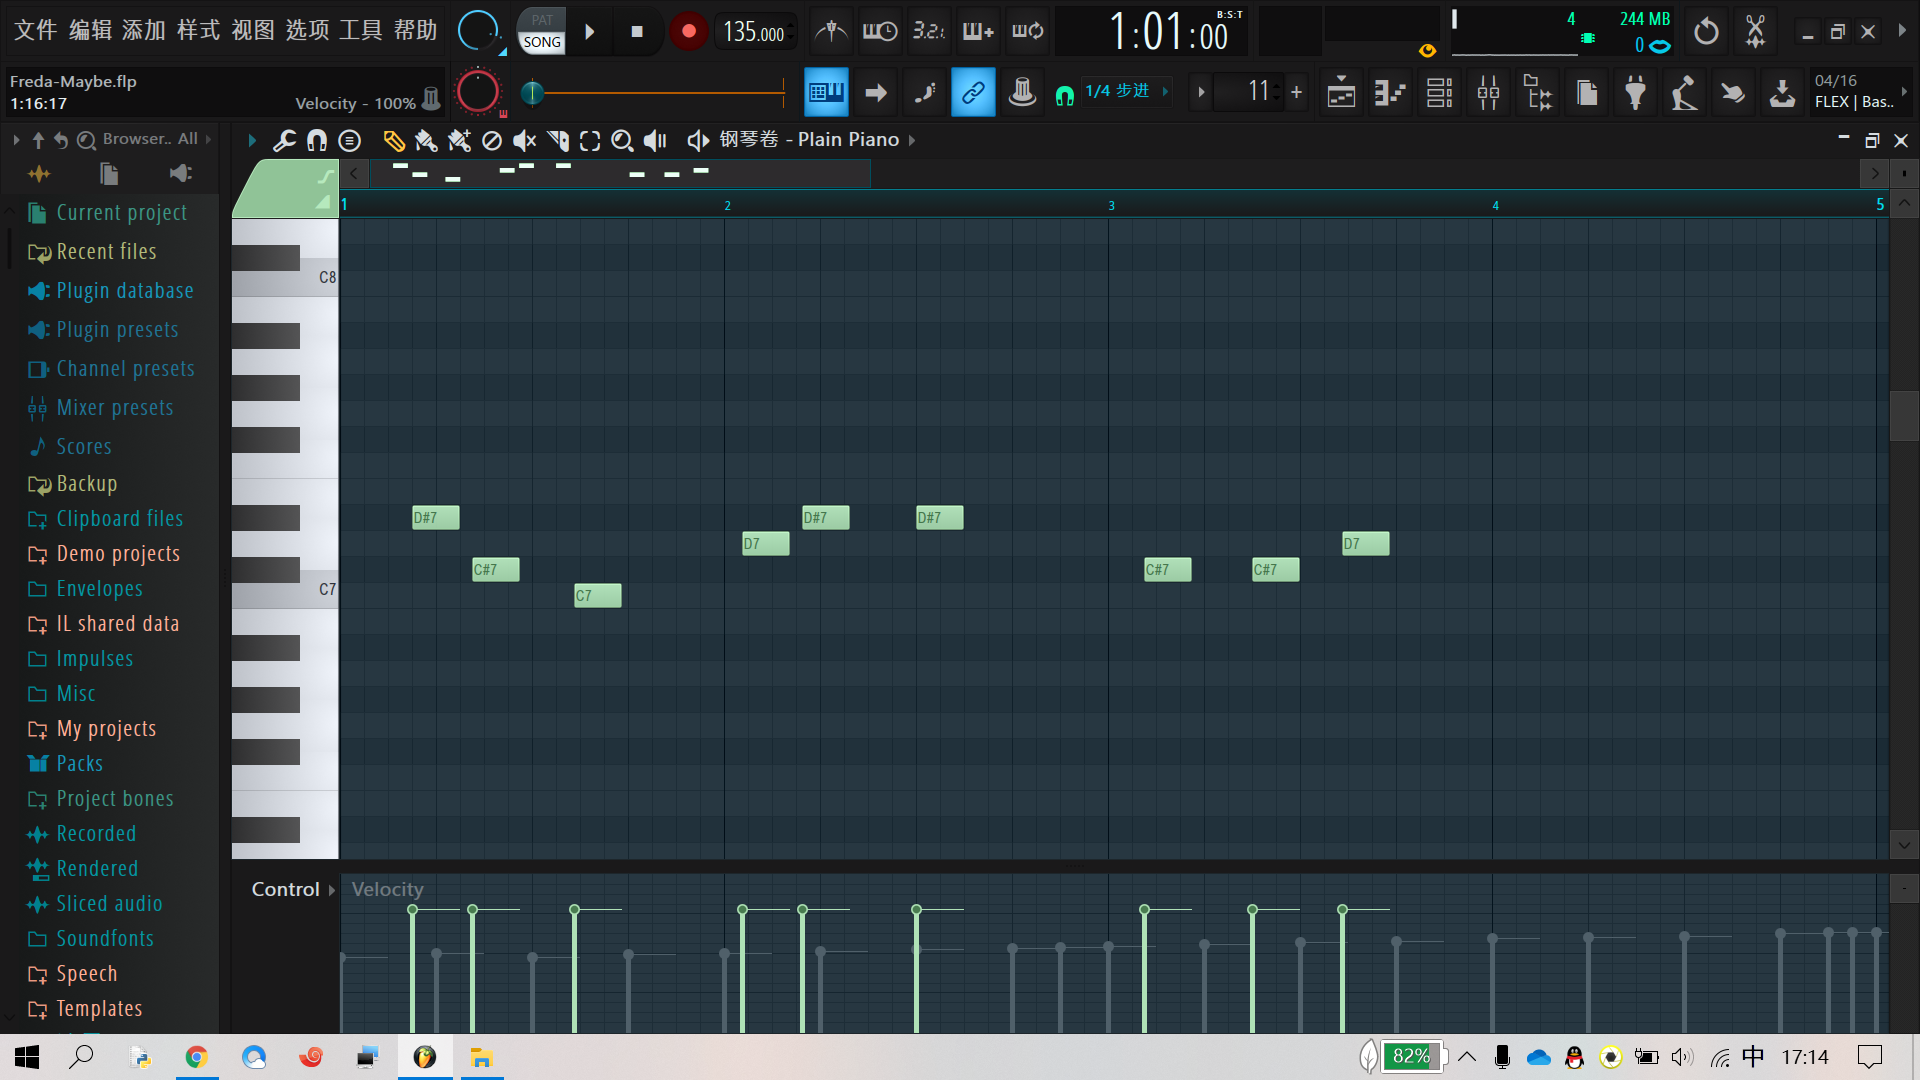 文件 编辑 添加 样式 视图 选项 工具 帮助
PAT
SONG
135.000
3.2.1
1:01:00
B:S:T
4
244 MB
0
Freda-Maybe.flp
1:16:17
Velocity - 100%
1/4 步进
11
04/16
FLEX | Bas..
Browser.. All
钢琴卷 - Plain Piano
1
2
3
4
5
Current project
Recent files
Plugin database
Plugin presets
Channel presets
Mixer presets
Scores
Backup
Clipboard files
Demo projects
Envelopes
IL shared data
Impulses
Misc
My projects
Packs
Project bones
Recorded
Rendered
Sliced audio
Soundfonts
Speech
Templates
C8
D#7
D#7
D#7
D7
D7
C#7
C#7
C#7
C7
C7
Control
Velocity
82%
中
17:14